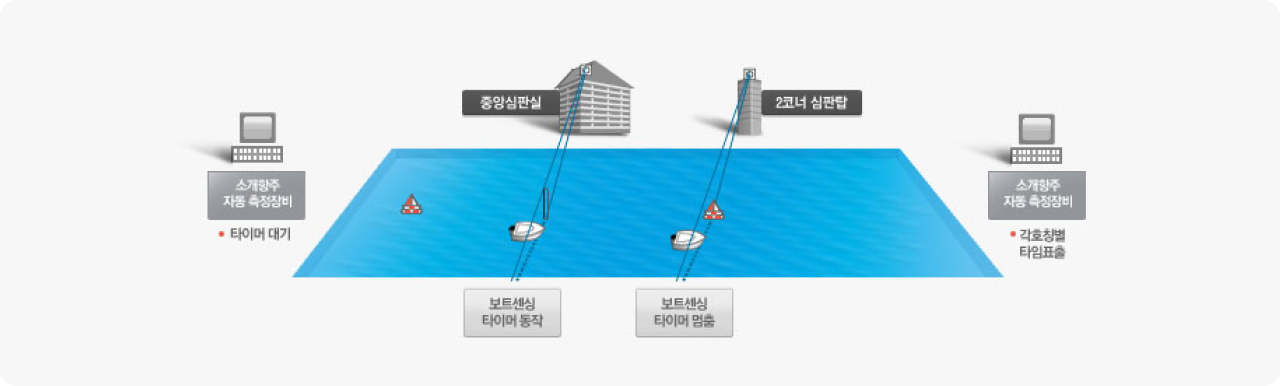 중앙심판실
2코너 심판탑
소개항주
자동 측정장비
타이머 대기
소개항주
자동 측정장비
각호칭별
타임표출
보트센싱
타이머 동작
보트센싱
타이머 멈춤